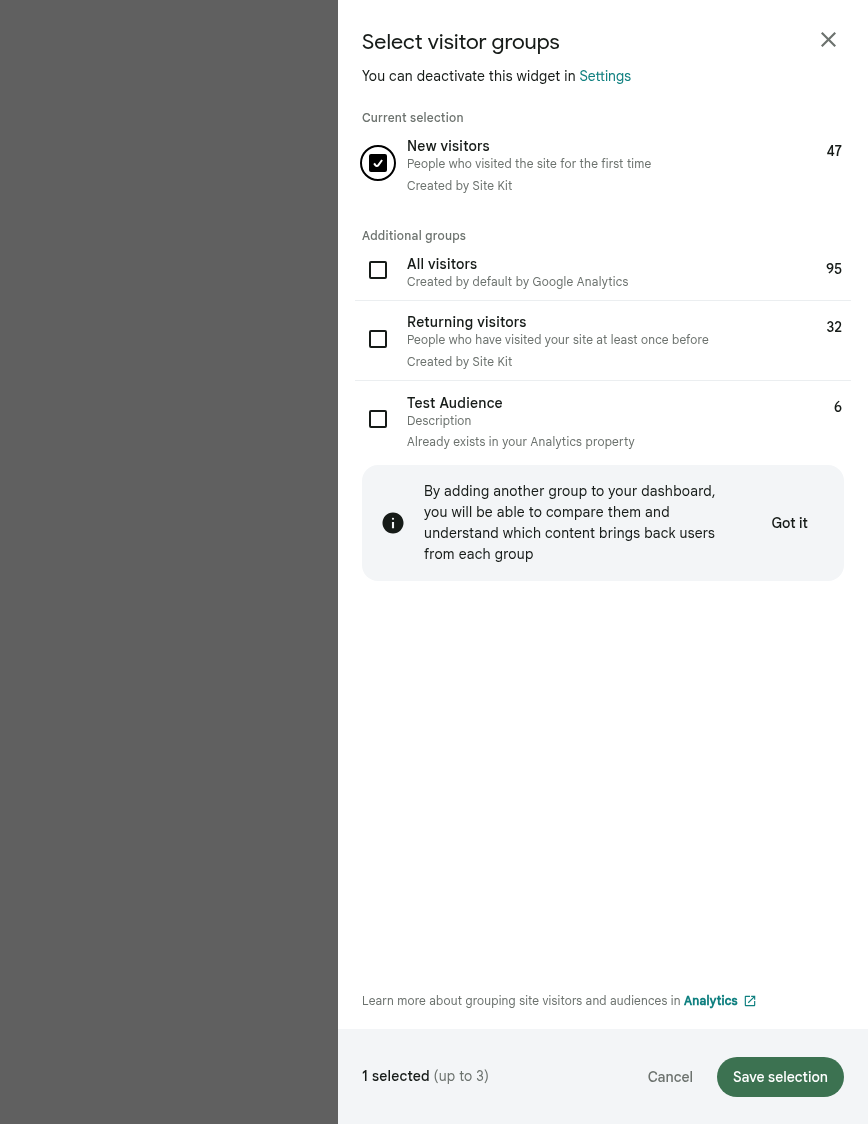 Select visitor groups
You can deactivate this widget in Settings
Current selection
New visitors
47
People who visited the site for the first time
Created by Site Kit
Additional groups
All visitors
95
Created by default by Google Analytics
Returning visitors
32
People who have visited your site at least once before
Created by Site Kit
Test Audience
6
Description
Already exists in your Analytics property
By adding another group to your dashboard,
you will be able to compare them and
understand which content brings back users
from each group
Got it
Learn more about grouping site visitors and audiences in Analytics
1 selected (up to 3)
Cancel
Save selection